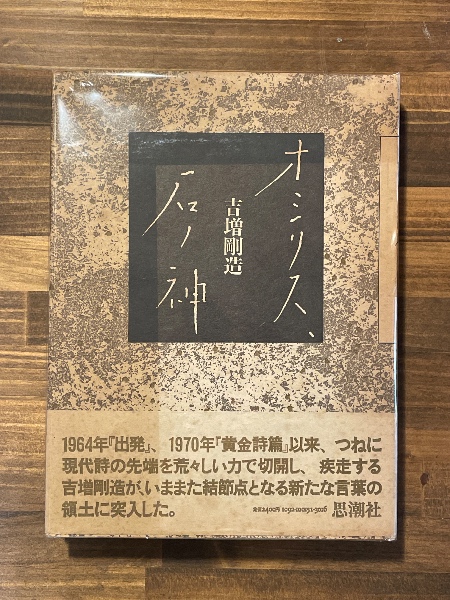 オシリス、
石ノ神
吉増剛造
1964年『出発』、1970年『黄金詩篇』以来、つねに
現代詩の先端を荒々しい力で切開し、疾走する
吉増剛造が、いままた結節点となる新たな言葉の
領土に突入した。
思潮社